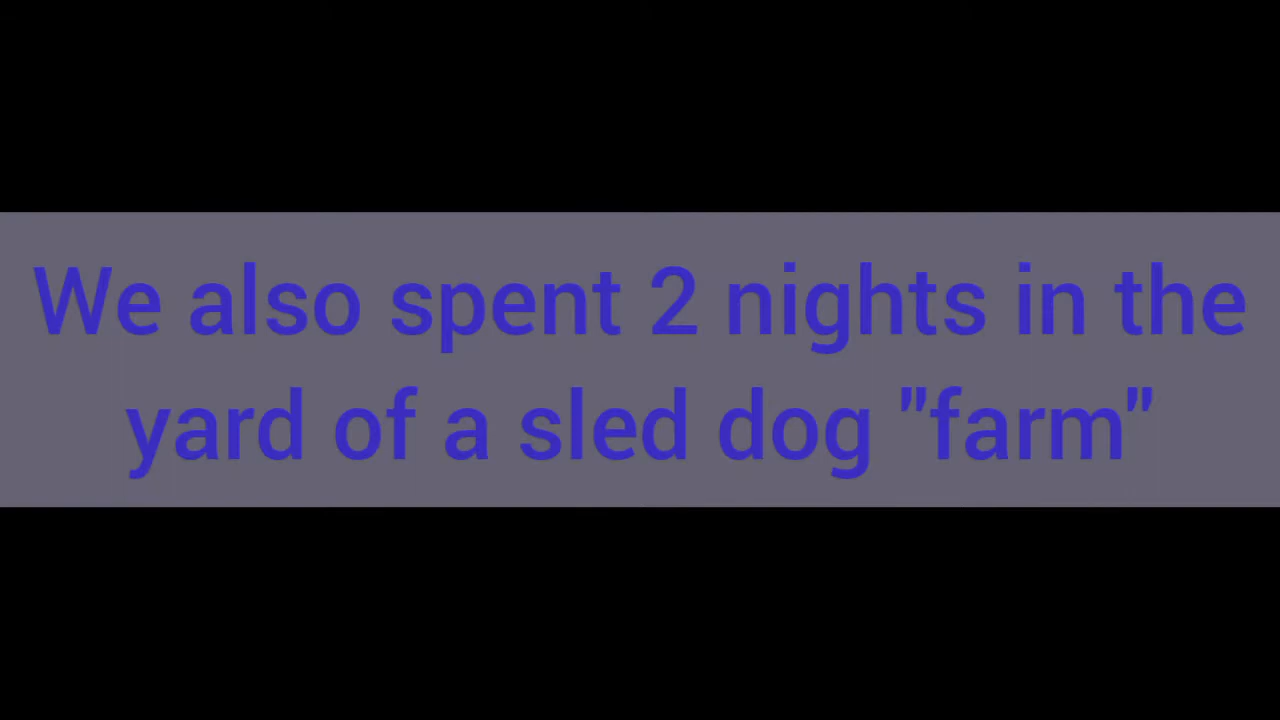 We also spent 2 nights in the
yard of a sled dog "farm"